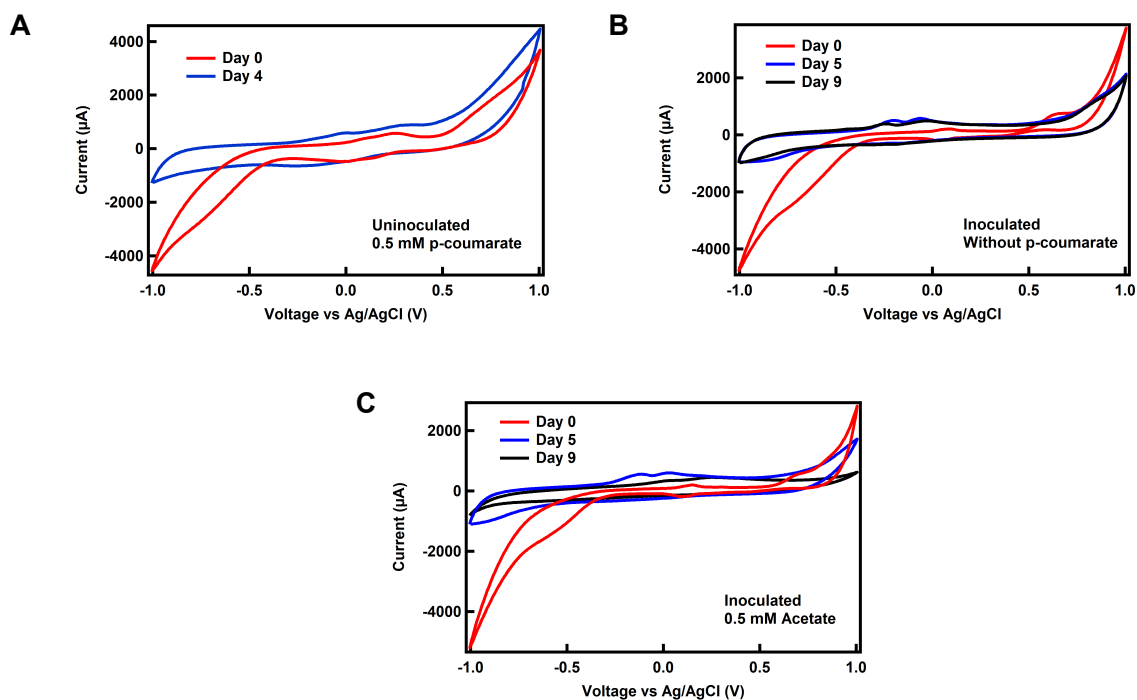 A
4000
2000
0
-2000
-4000
Current (µA)
Day 0
Day 4
Uninoculated
0.5 mM p-coumarate
-1.0
-0.5
0.0
0.5
1.0
Voltage vs Ag/AgCl (V)
B
2000
0
-2000
-4000
Current (µA)
Day 0
Day 5
Day 9
Inoculated
Without p-coumarate
-1.0
-0.5
0.0
0.5
1.0
Voltage vs Ag/AgCl
C
2000
0
-2000
-4000
Current (µA)
Day 0
Day 5
Day 9
Inoculated
0.5 mM Acetate
-1.0
-0.5
0.0
0.5
1.0
Voltage vs Ag/AgCl (V)